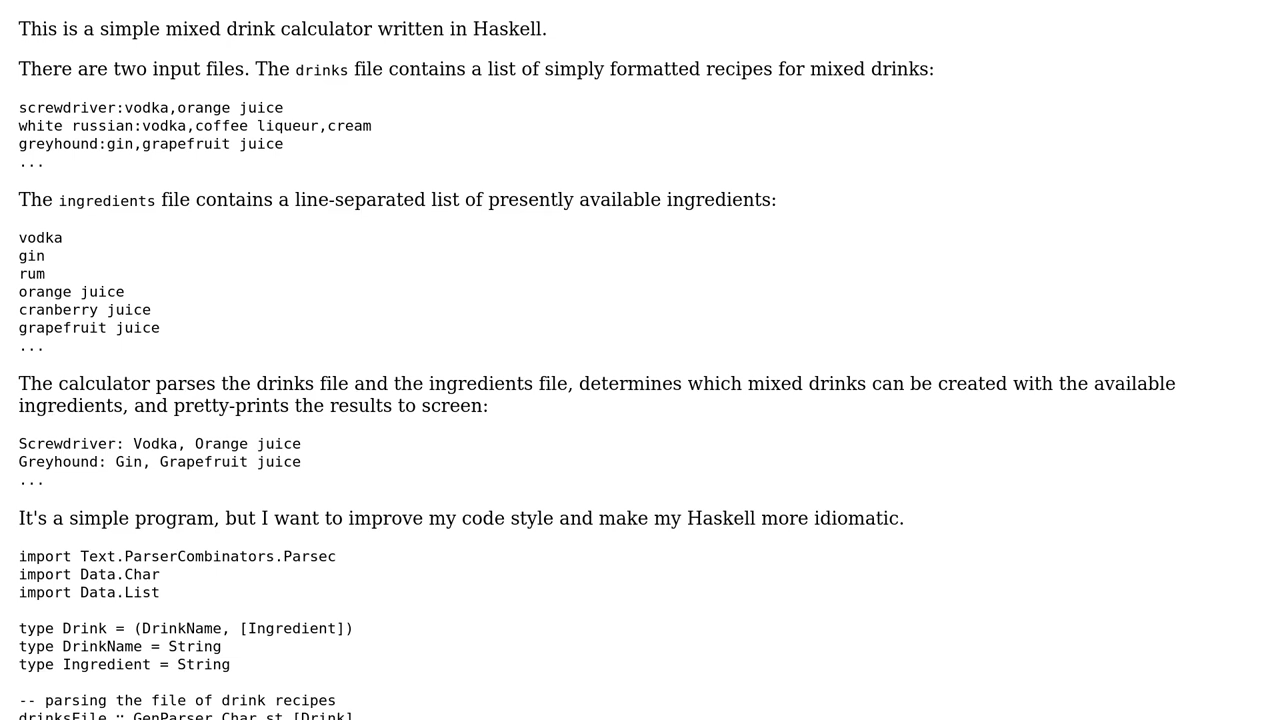 This is a simple mixed drink calculator written in Haskell.
There are two input files. The drinks file contains a list of simply formatted recipes for mixed drinks:
screwdriver:vodka,orange juice
white russian:vodka,coffee liqueur,cream
greyhound:gin,grapefruit juice
...
The ingredients file contains a line-separated list of presently available ingredients:
vodka
gin
rum
orange juice
cranberry juice
grapefruit juice
...
The calculator parses the drinks file and the ingredients file, determines which mixed drinks can be created with the available
ingredients, and pretty-prints the results to screen:
Screwdriver: Vodka, Orange juice
Greyhound: Gin, Grapefruit juice
...
It's a simple program, but I want to improve my code style and make my Haskell more idiomatic.
import Text.ParserCombinators.Parsec
import Data.Char
import Data.List
type Drink = (DrinkName, [Ingredient])
type DrinkName = String
type Ingredient = String
-- parsing the file of drink recipes
drinksFile :: GenParser Char st [Drink]